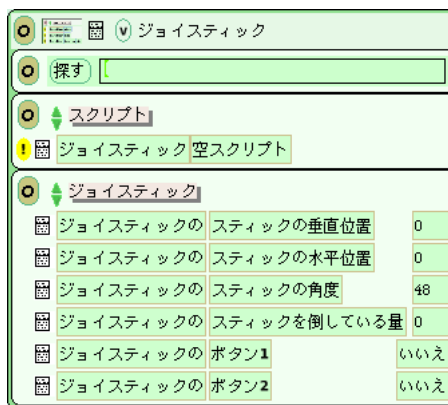 ジョイスティック
探す
スクリプト
! ジョイスティック 空スクリプト
ジョイスティック
ジョイスティックの スティックの垂直位置 0
ジョイスティックの スティックの水平位置 0
ジョイスティックの スティックの角度 48
ジョイスティックの スティックを倒している量 0
ジョイスティックの ボタン1 いいえ
ジョイスティックの ボタン2 いいえ